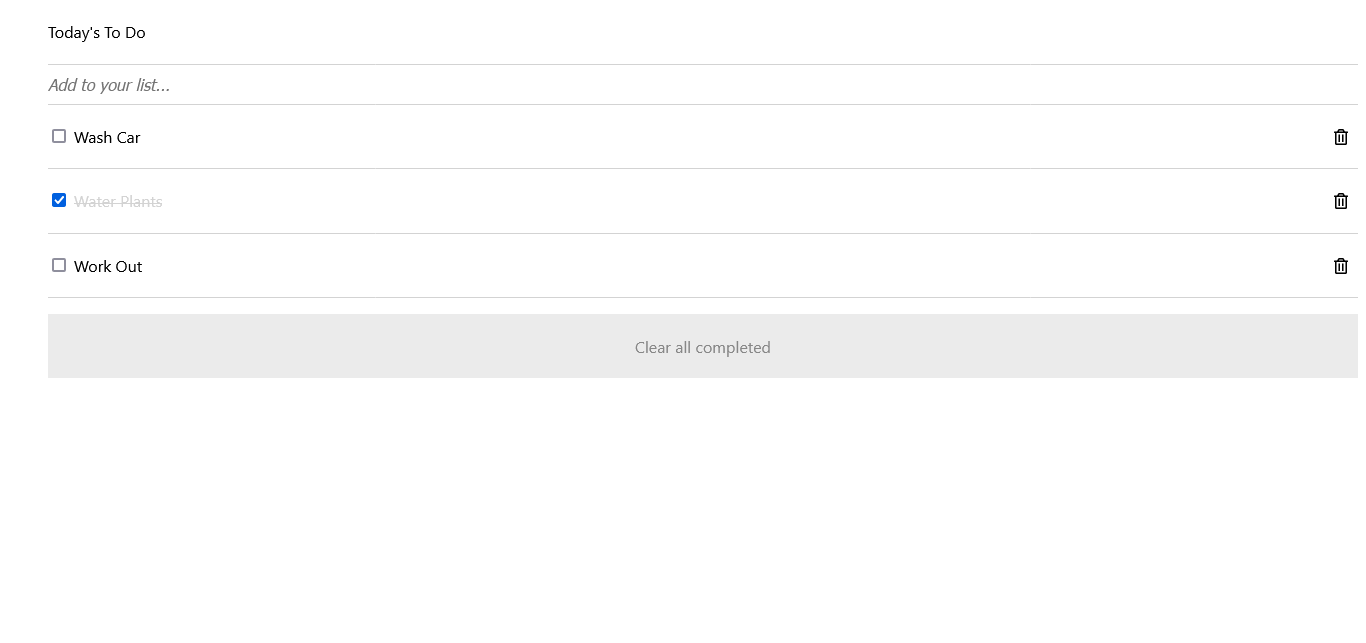 Today's To Do
Add to your list...
Wash Car
Water Plants
Work Out
Clear all completed